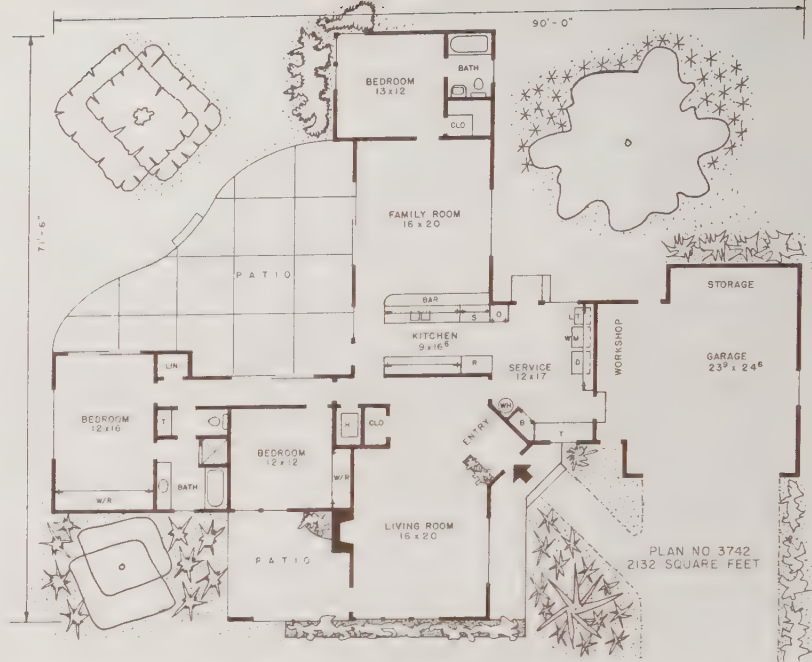 90'-0"
71'-6"
BEDROOM
13 x 12
BATH
CLO
FAMILY ROOM
16 x 20
PATIO
BAR
S
O
KITCHEN
9 x 16⁶
R
SERVICE
12 x 17
T
WM
D
WORKSHOP
STORAGE
GARAGE
23⁹ x 24⁶
LIN
BEDROOM
12 x 16
T
W/R
BATH
BEDROOM
12 x 12
W/R
H
CLO
ENTRY
WH
B
T
LIVING ROOM
16 x 20
PATIO
PLAN NO 3742
2132 SQUARE FEET